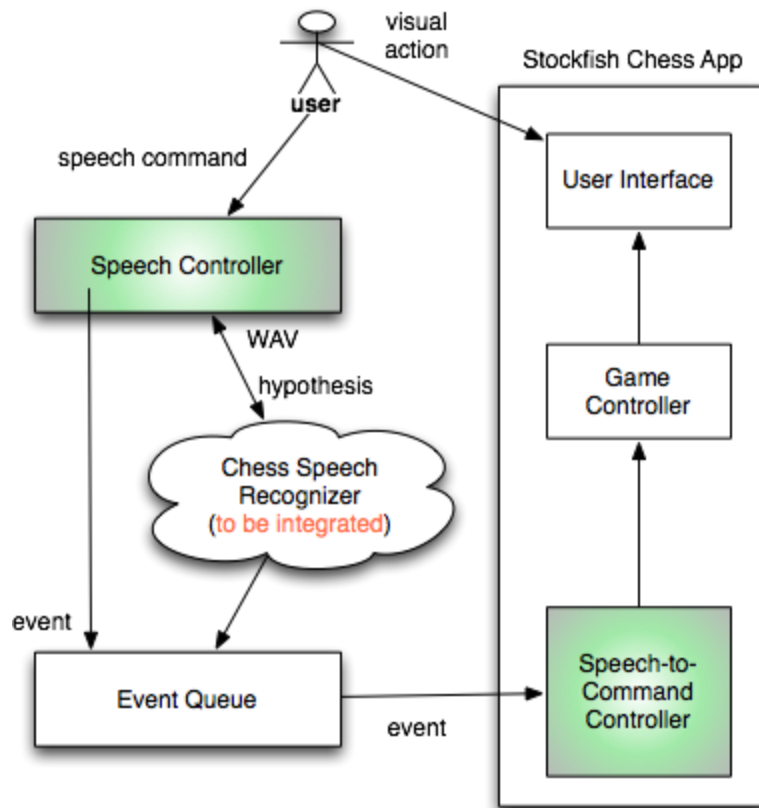 visual
action
Stockfish Chess App
user
speech command
User Interface
Speech Controller
WAV
hypothesis
Game
Controller
Chess Speech
Recognizer
(to be integrated)
event
Event Queue
event
Speech-to-
Command
Controller